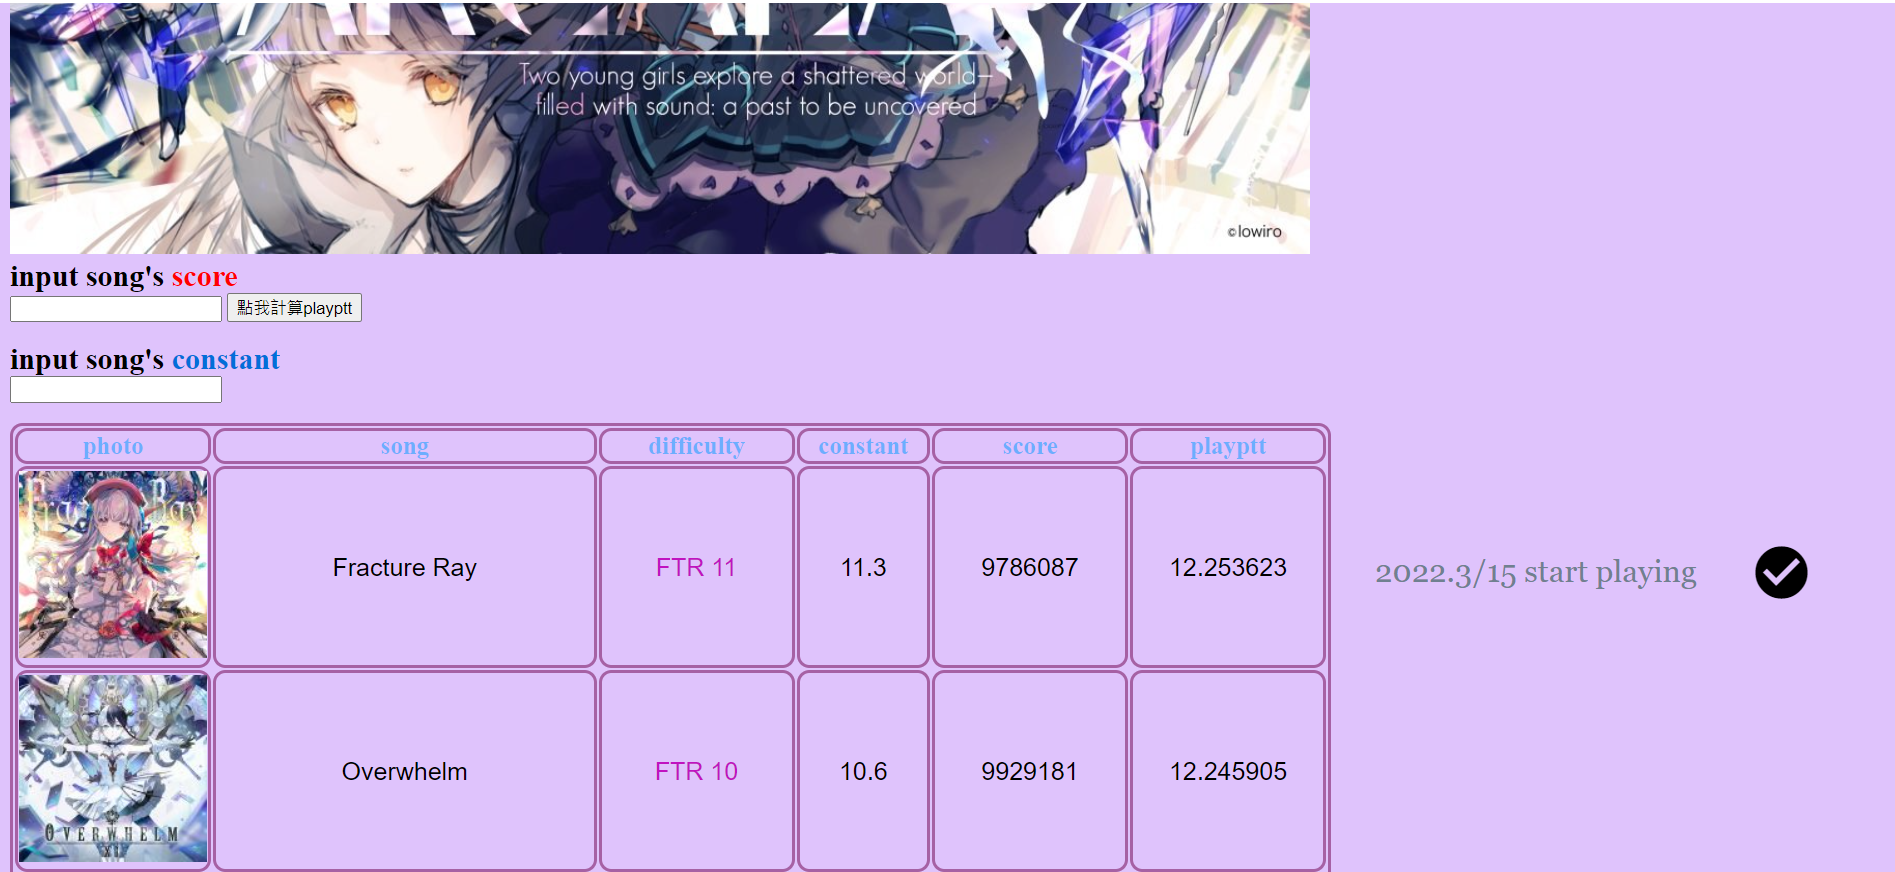 Two young girls explore a shattered world—
filled with sound: a past to be uncovered
©lowiro
input song's score
點我計算playptt
input song's constant
photo song difficulty constant score playptt
Fracture Ray FTR 11 11.3 9786087 12.253623
2022.3/15 start playing
OVERWHELM
Overwhelm FTR 10 10.6 9929181 12.245905